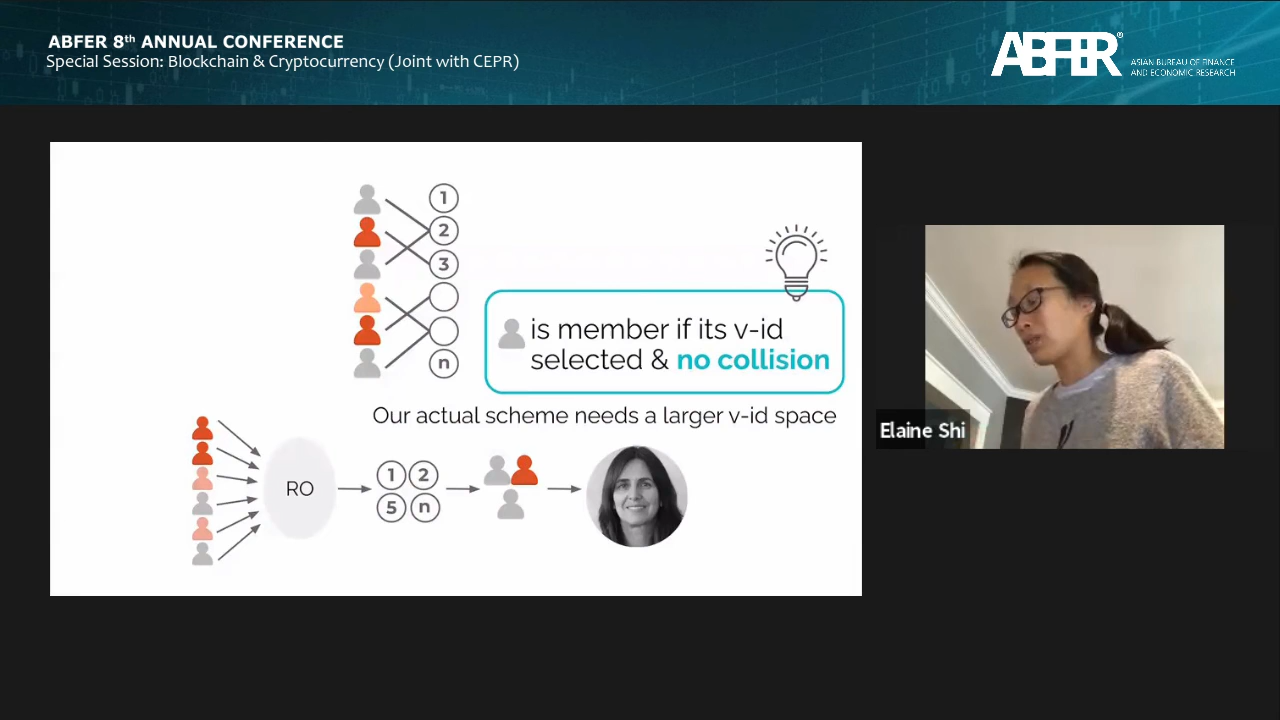 ABFER 8th ANNUAL CONFERENCE
Special Session: Blockchain & Cryptocurrency (Joint with CEPR)
ABFER®
ASIAN BUREAU OF FINANCE
AND ECONOMIC RESEARCH
1
2
3
n
is member if its v-id
selected & no collision
Our actual scheme needs a larger v-id space
RO
1 2
5 n
Elaine Shi